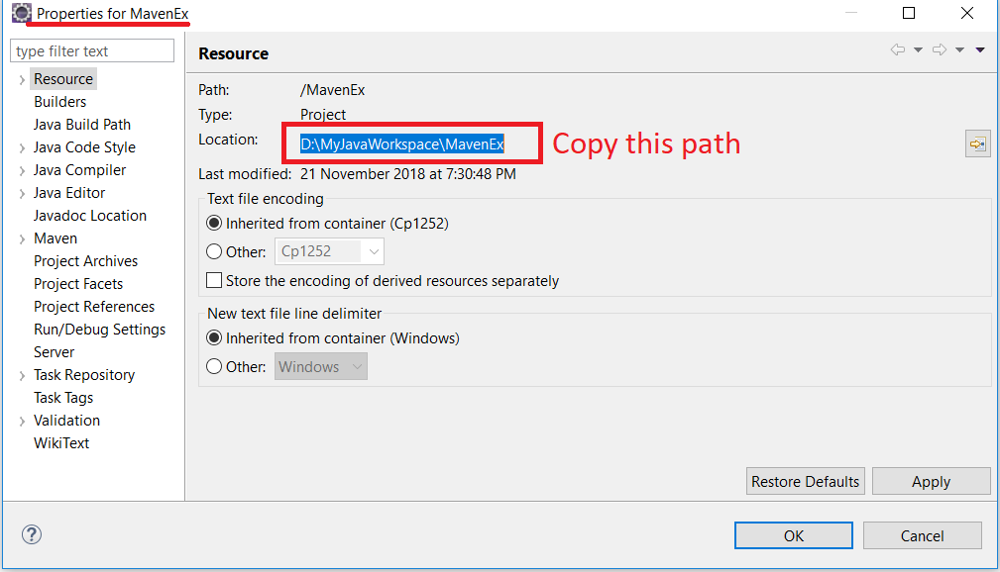 Properties for MavenEx
type filter text
Resource
Builders
Java Build Path
Java Code Style
Java Compiler
Java Editor
Javadoc Location
Maven
Project Archives
Project Facets
Project References
Run/Debug Settings
Server
Task Repository
Task Tags
Validation
WikiText
Resource
Path: /MavenEx
Type: Project
Location: D:\MyJavaWorkspace\MavenEx Copy this path
Last modified: 21 November 2018 at 7:30:48 PM
Text file encoding
Inherited from container (Cp1252)
Other: Cp1252
Store the encoding of derived resources separately
New text file line delimiter
Inherited from container (Windows)
Other: Windows
Restore Defaults Apply
? OK Cancel